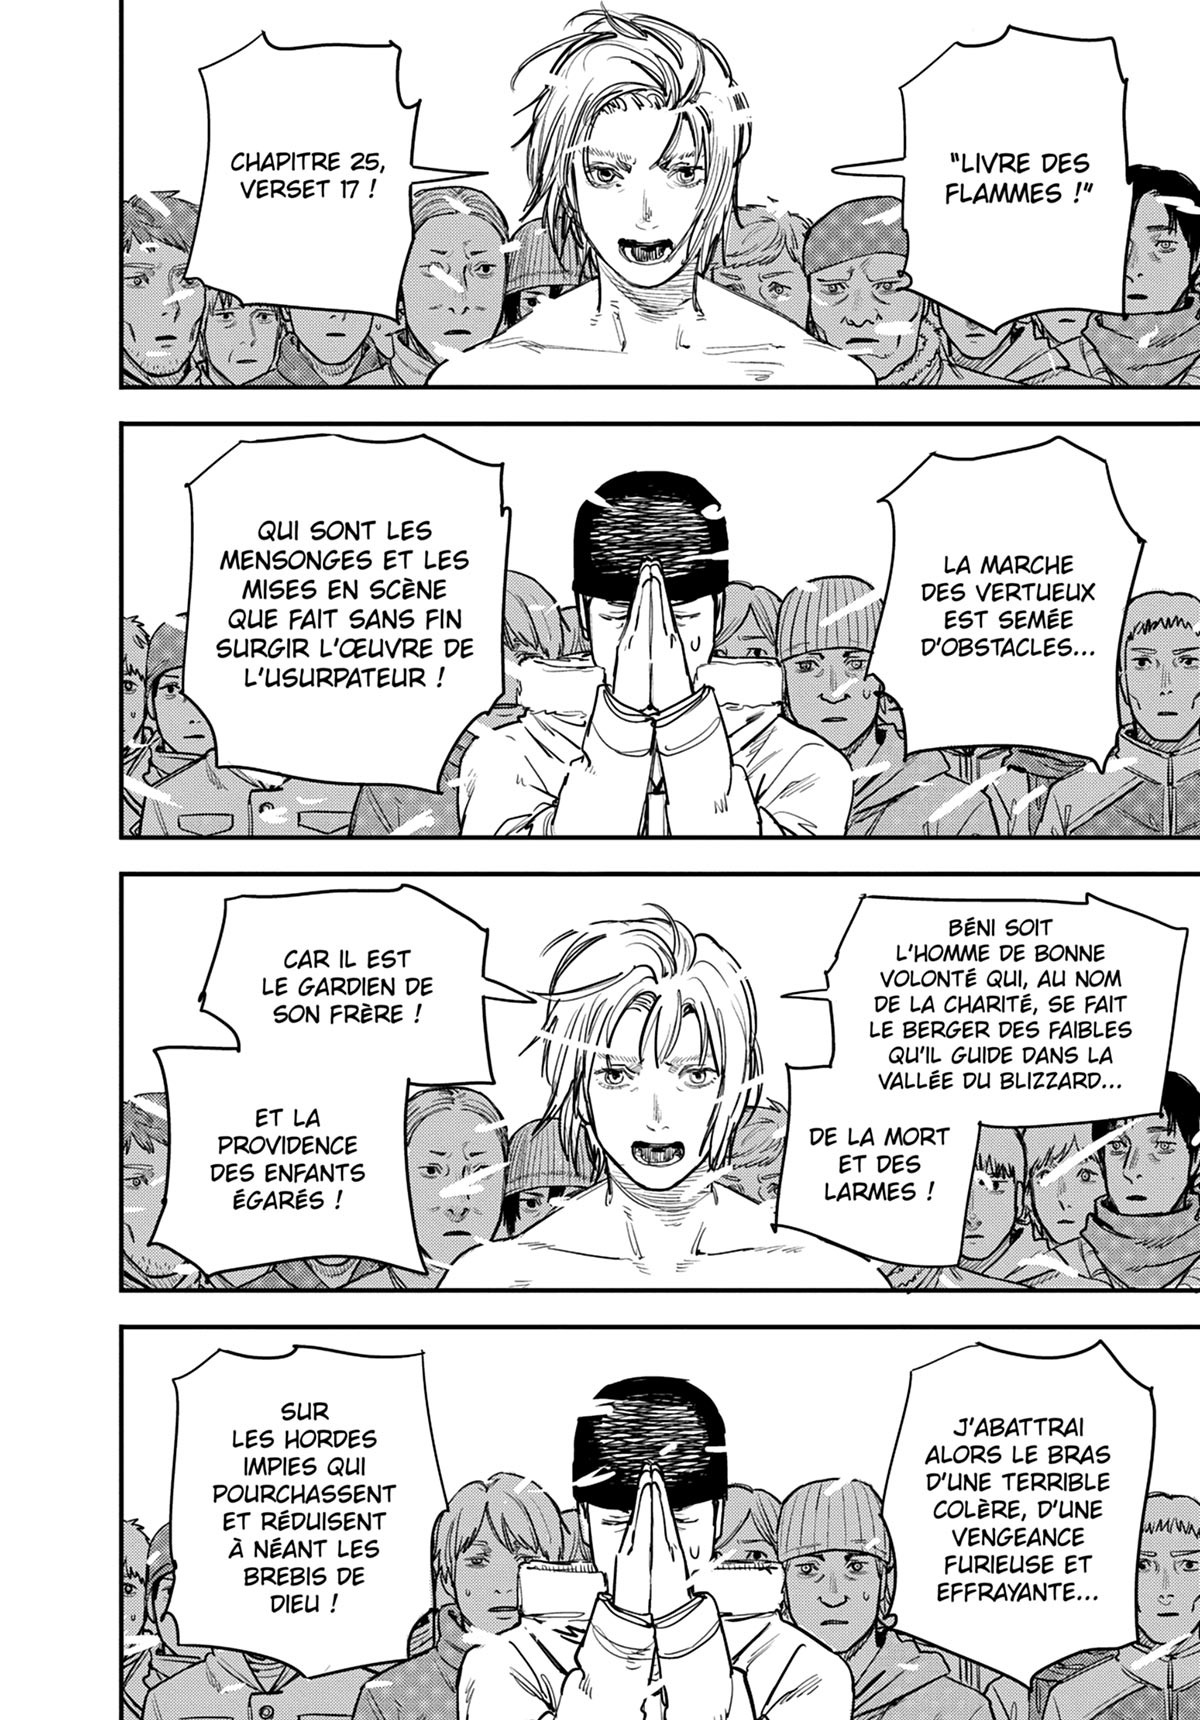 "LIVRE DES
FLAMMES !"
CHAPITRE 25,
VERSET 17 !
LA MARCHE
DES VERTUEUX
EST SEMÉE
D'OBSTACLES...
QUI SONT LES
MENSONGES ET LES
MISES EN SCÈNE
QUE FAIT SANS FIN
SURGIR L'ŒUVRE DE
L'USURPATEUR !
BÉNI SOIT
L'HOMME DE BONNE
VOLONTÉ QUI, AU NOM
DE LA CHARITÉ, SE FAIT
LE BERGER DES FAIBLES
QU'IL GUIDE DANS LA
VALLÉE DU BLIZZARD...
DE LA MORT
ET DES
LARMES !
CAR IL EST
LE GARDIEN DE
SON FRÈRE !
ET LA
PROVIDENCE
DES ENFANTS
ÉGARÉS !
J'ABATTRAI
ALORS LE BRAS
D'UNE TERRIBLE
COLÈRE, D'UNE
VENGEANCE
FURIEUSE ET
EFFRAYANTE...
SUR
LES HORDES
IMPIES QUI
POURCHASSENT
ET RÉDUISENT
À NÉANT LES
BREBIS DE
DIEU !